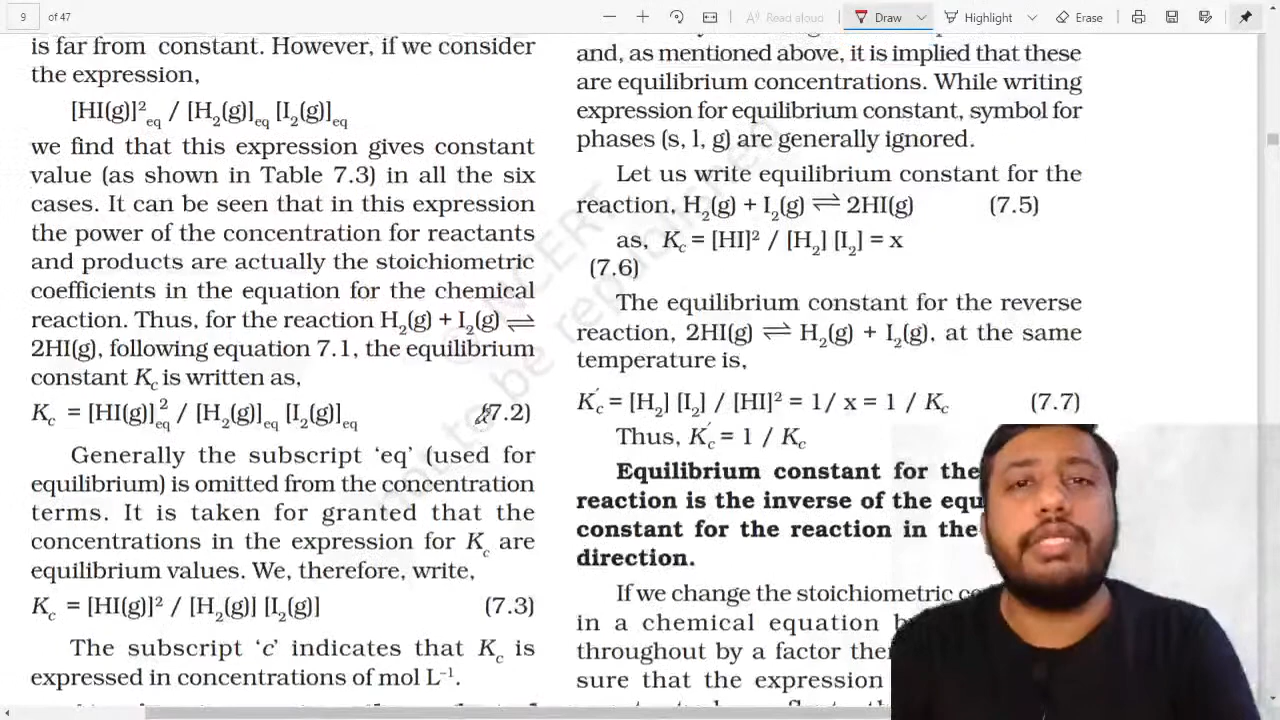 9 of 47
Read aloud
Draw
Highlight
Erase
is far from constant. However, if we consider
the expression,
[HI(g)]²eq / [H₂(g)]eq [I₂(g)]eq
we find that this expression gives constant
value (as shown in Table 7.3) in all the six
cases. It can be seen that in this expression
the power of the concentration for reactants
and products are actually the stoichiometric
coefficients in the equation for the chemical
reaction. Thus, for the reaction H₂(g) + I₂(g) ⇌
2HI(g), following equation 7.1, the equilibrium
constant Kc is written as,
Kc = [HI(g)]eq² / [H₂(g)]eq [I₂(g)]eq (7.2)
Generally the subscript ‘eq’ (used for
equilibrium) is omitted from the concentration
terms. It is taken for granted that the
concentrations in the expression for Kc are
equilibrium values. We, therefore, write,
Kc = [HI(g)]² / [H₂(g)] [I₂(g)] (7.3)
The subscript ‘c’ indicates that Kc is
expressed in concentrations of mol L⁻¹.
and, as mentioned above, it is implied that these
are equilibrium concentrations. While writing
expression for equilibrium constant, symbol for
phases (s, l, g) are generally ignored.
Let us write equilibrium constant for the
reaction, H₂(g) + I₂(g) ⇌ 2HI(g) (7.5)
as, Kc = [HI]² / [H₂] [I₂] = x
(7.6)
The equilibrium constant for the reverse
reaction, 2HI(g) ⇌ H₂(g) + I₂(g), at the same
temperature is,
K′c = [H₂] [I₂] / [HI]² = 1/ x = 1 / Kc (7.7)
Thus, K′c = 1 / Kc
Equilibrium constant for the
reaction is the inverse of the equ
constant for the reaction in the
direction.
If we change the stoichiometric
in a chemical equation
throughout by a factor
sure that the expression